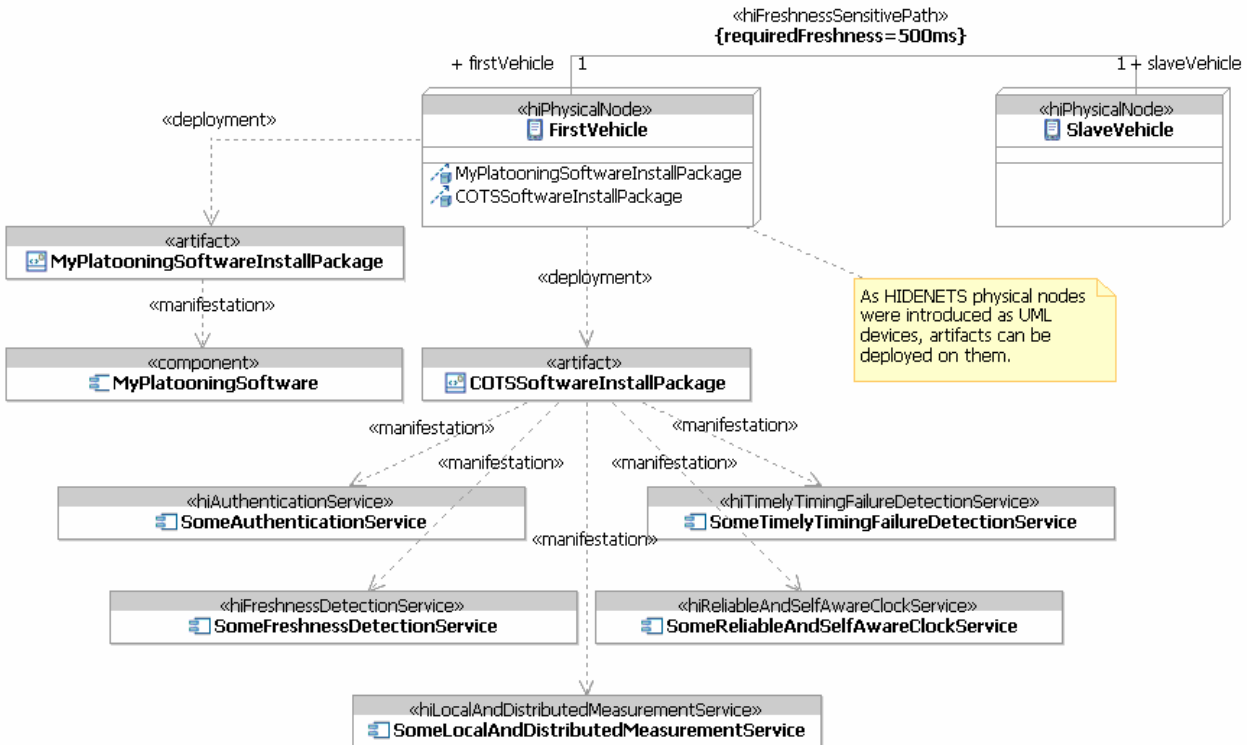 «hiFreshnessSensitivePath»
{requiredFreshness=500ms}
+ firstVehicle
1
1
+ slaveVehicle
«hiPhysicalNode»
FirstVehicle
MyPlatooningSoftwareInstallPackage
COTSSoftwareInstallPackage
«hiPhysicalNode»
SlaveVehicle
«deployment»
«artifact»
MyPlatooningSoftwareInstallPackage
«deployment»
As HIDENETS physical nodes
were introduced as UML
devices, artifacts can be
deployed on them.
«manifestation»
«component»
MyPlatooningSoftware
«artifact»
COTSSoftwareInstallPackage
«manifestation»
«manifestation»
«manifestation»
«manifestation»
«hiAuthenticationService»
SomeAuthenticationService
«hiTimelyTimingFailureDetectionService»
SomeTimelyTimingFailureDetectionService
«manifestation»
«hiFreshnessDetectionService»
SomeFreshnessDetectionService
«hiReliableAndSelfAwareClockService»
SomeReliableAndSelfAwareClockService
«hiLocalAndDistributedMeasurementService»
SomeLocalAndDistributedMeasurementService